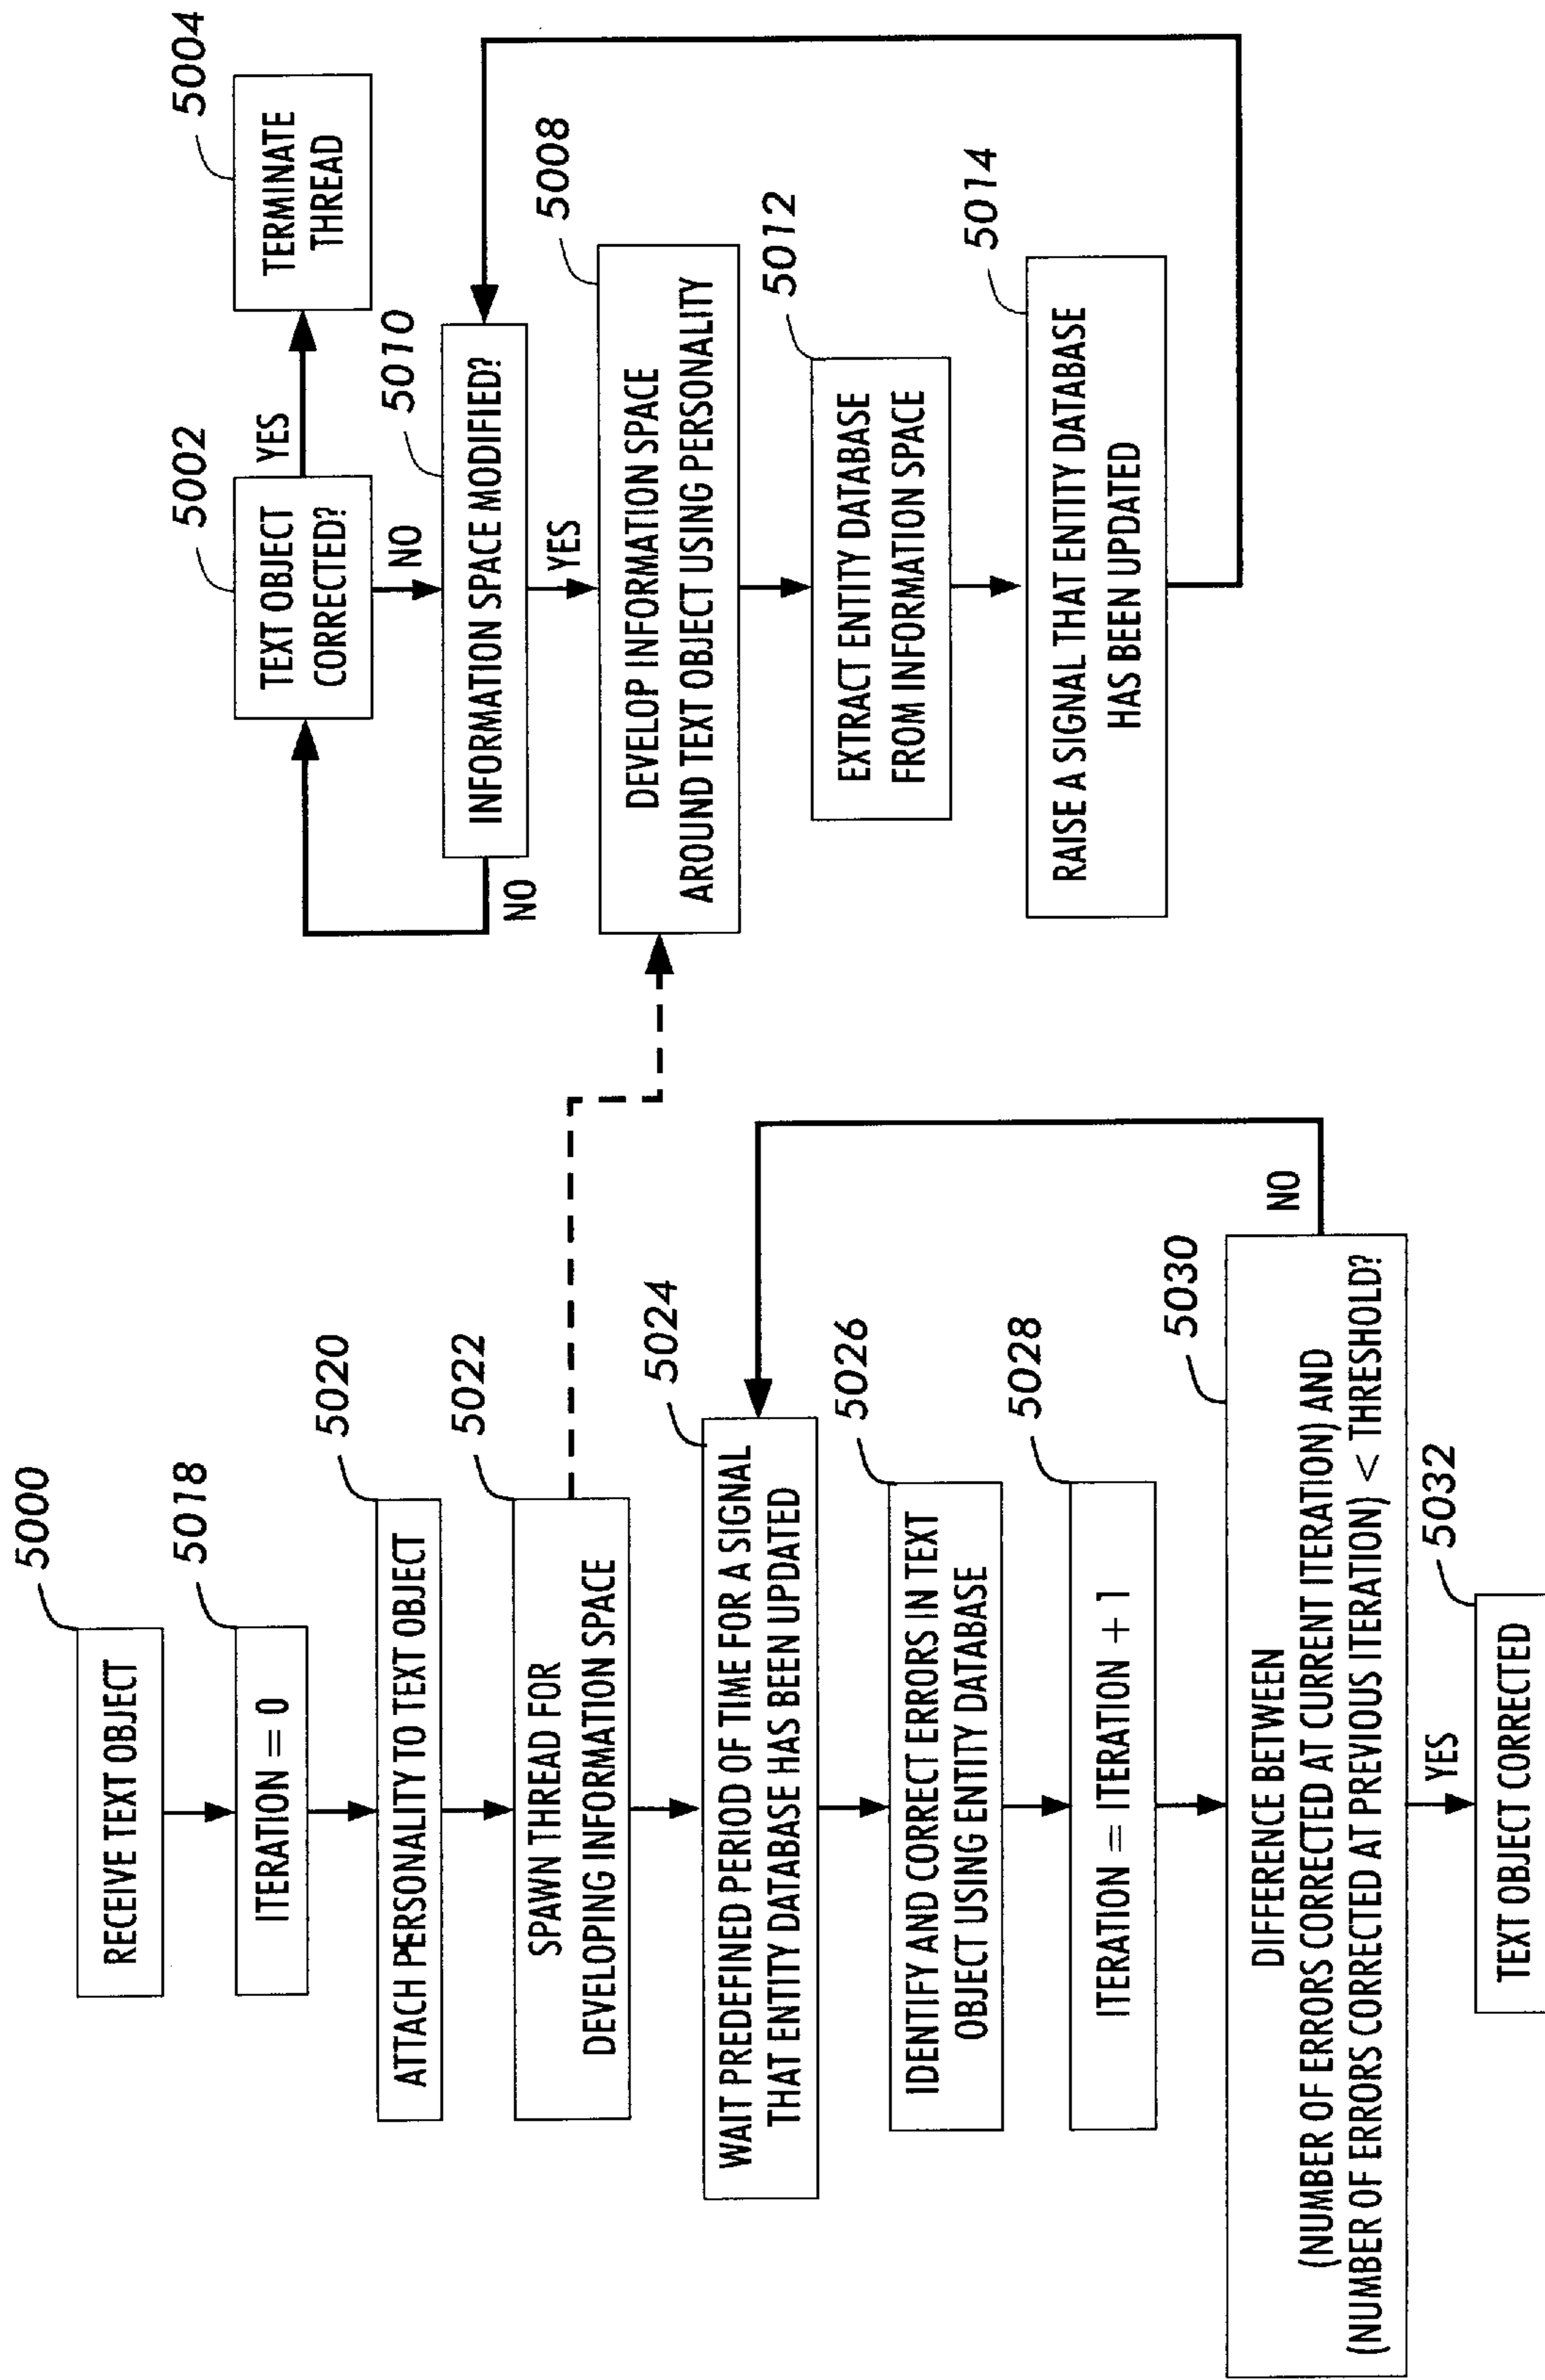 5000
RECEIVE TEXT OBJECT
5018
ITERATION = 0
5020
ATTACH PERSONALITY TO TEXT OBJECT
5022
SPAWN THREAD FOR
DEVELOPING INFORMATION SPACE
5024
WAIT PREDEFINED PERIOD OF TIME FOR A SIGNAL
THAT ENTITY DATABASE HAS BEEN UPDATED
5026
IDENTIFY AND CORRECT ERRORS IN TEXT
OBJECT USING ENTITY DATABASE
5028
ITERATION = ITERATION + 1
5030
DIFFERENCE BETWEEN
(NUMBER OF ERRORS CORRECTED AT CURRENT ITERATION) AND
(NUMBER OF ERRORS CORRECTED AT PREVIOUS ITERATION) < THRESHOLD?
NO
YES
5032
TEXT OBJECT CORRECTED
5002
TEXT OBJECT
CORRECTED?
YES
5004
TERMINATE
THREAD
NO
5010
INFORMATION SPACE MODIFIED?
NO
YES
5008
DEVELOP INFORMATION SPACE
AROUND TEXT OBJECT USING PERSONALITY
5012
EXTRACT ENTITY DATABASE
FROM INFORMATION SPACE
5014
RAISE A SIGNAL THAT ENTITY DATABASE
HAS BEEN UPDATED